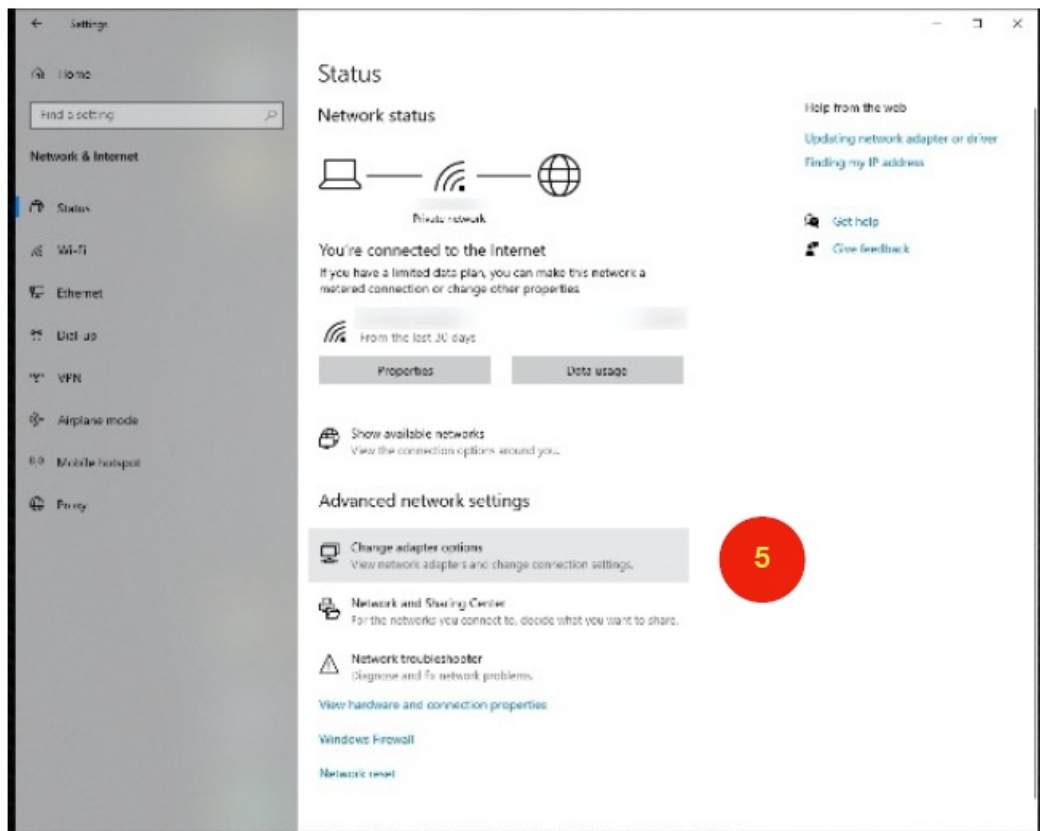 Settings
Home
Find a setting
Network & Internet
Status
Wi-Fi
Ethernet
Dial-up
VPN
Airplane mode
Mobile hotspot
Proxy
Status
Network status
Private network
You're connected to the Internet
If you have a limited data plan, you can make this network a
metered connection or change other properties.
From the last 30 days
Properties
Data usage
Show available networks
View the connection options around you.
Advanced network settings
Change adapter options
View network adapters and change connection settings.
5
Network and Sharing Center
For the networks you connect to, decide what you want to share.
Network troubleshooter
Diagnose and fix network problems.
View hardware and connection properties
Windows Firewall
Network reset
Help from the web
Updating network adapter or driver
Finding my IP address
Get help
Give feedback